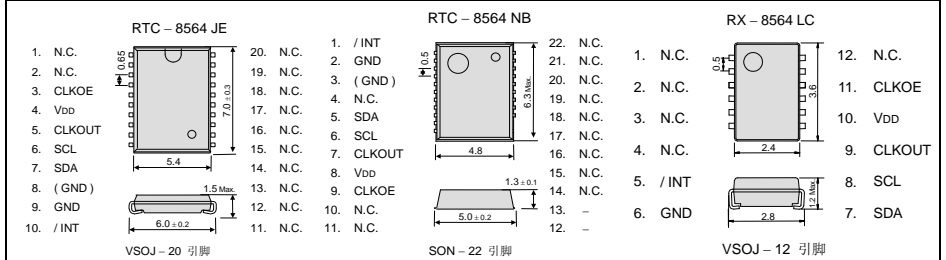 RTC – 8564 JE
1. N.C.
2. N.C.
3. CLKOE
4. VDD
5. CLKOUT
6. SCL
7. SDA
8. ( GND )
9. GND
10. / INT
0.65
7.0 ± 0.3
5.4
1.5 Max.
6.0 ± 0.2
20. N.C.
19. N.C.
18. N.C.
17. N.C.
16. N.C.
15. N.C.
14. N.C.
13. N.C.
12. N.C.
11. N.C.
VSOJ – 20 引脚
RTC – 8564 NB
1. / INT
2. GND
3. ( GND )
4. N.C.
5. SDA
6. SCL
7. CLKOUT
8. VDD
9. CLKOE
10. N.C.
11. N.C.
0.5
6.3 Max.
4.8
1.3 ± 0.1
5.0 ± 0.2
22. N.C.
21. N.C.
20. N.C.
19. N.C.
18. N.C.
17. N.C.
16. N.C.
15. N.C.
14. N.C.
13. –
12. –
SON – 22 引脚
RX – 8564 LC
1. N.C.
2. N.C.
3. N.C.
4. N.C.
5. / INT
6. GND
0.5
3.6
2.4
1.2 Max.
2.8
12. N.C.
11. CLKOE
10. VDD
9. CLKOUT
8. SCL
7. SDA
VSOJ – 12 引脚